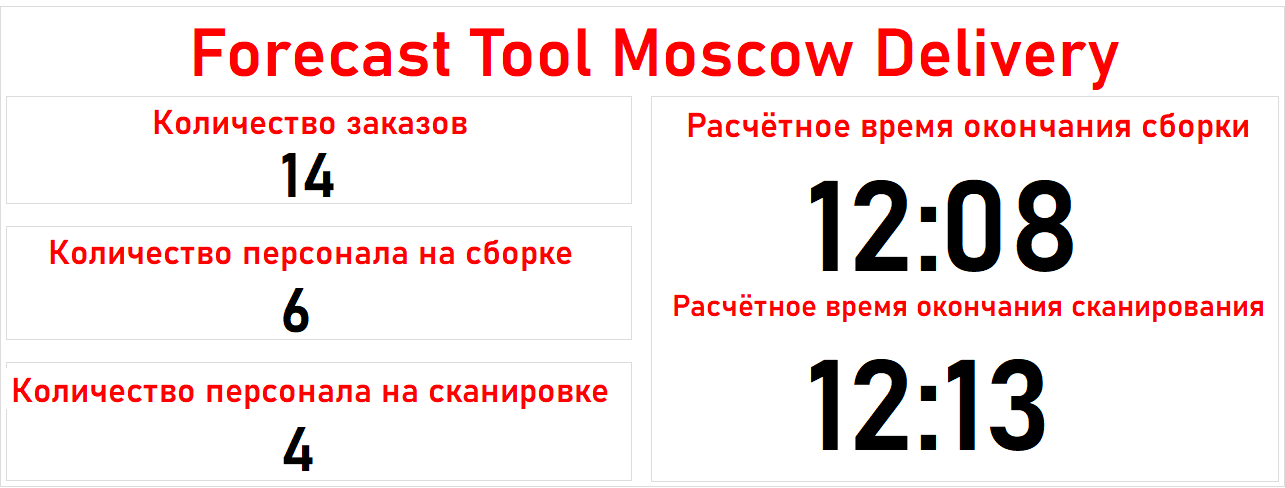 Forecast Tool Moscow Delivery
Количество заказов
14
Количество персонала на сборке
6
Количество персонала на сканировке
4
Расчётное время окончания сборки
12:08
Расчётное время окончания сканирования
12:13